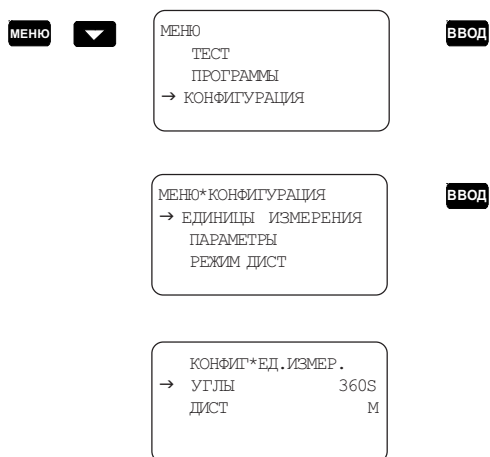 МЕНЮ
МЕНЮ
ТЕСТ
ПРОГРАММЫ
→ КОНФИГУРАЦИЯ
ВВОД
МЕНЮ*КОНФИГУРАЦИЯ
→ ЕДИНИЦЫ ИЗМЕРЕНИЯ
ПАРАМЕТРЫ
РЕЖИМ ДИСТ
ВВОД
КОНФИГ*ЕД.ИЗМЕР.
→ УГЛЫ 360S
ДИСТ М